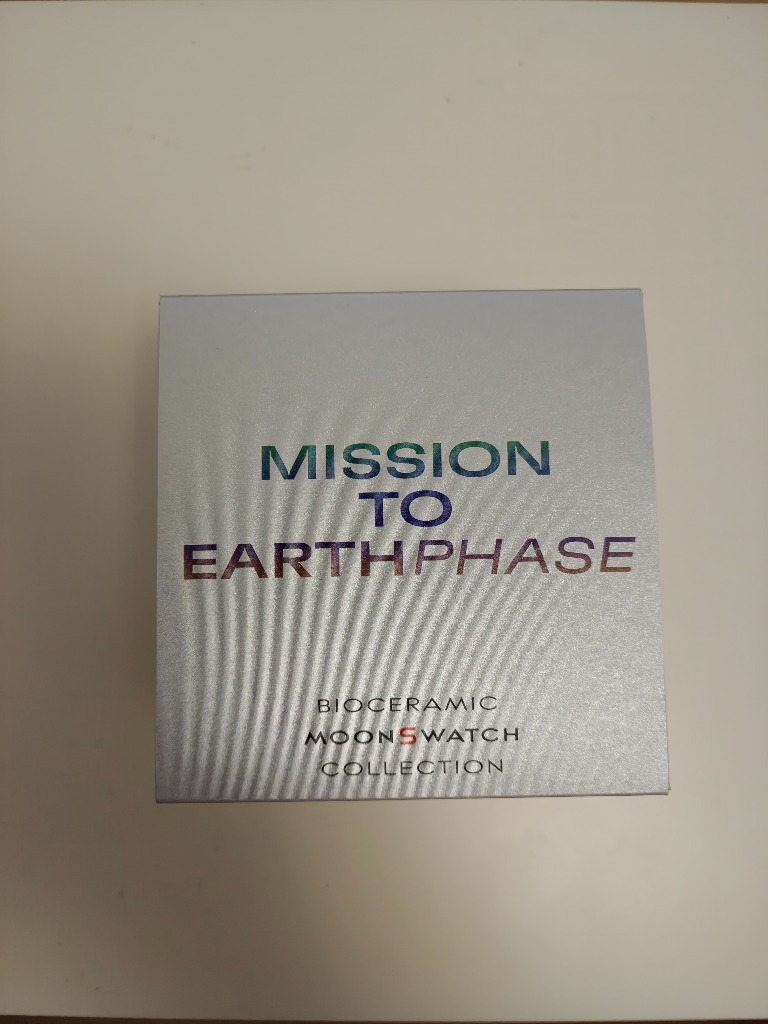 MISSION
TO
EARTHPHASE
BIOCERAMIC
MOONSWATCH
COLLECTION